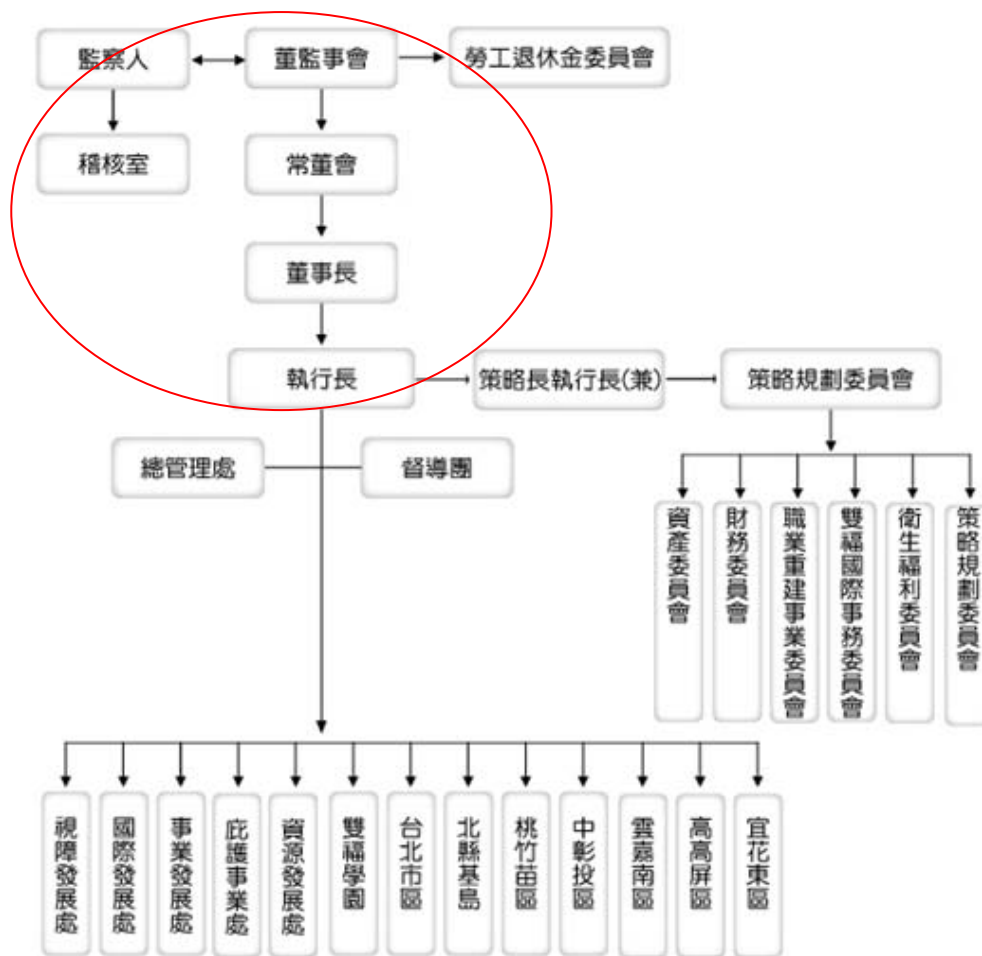 監察人
董監事會
勞工退休金委員會
稽核室
常董會
董事長
執行長
策略長執行長(兼)
策略規劃委員會
總管理處
督導團
資產委員會
財務委員會
職業重建事業委員會
雙福國際事務委員會
衛生福利委員會
策略規劃委員會
視障發展處
國際發展處
事業發展處
庇護事業處
資源發展處
雙福學園
台北市區
北縣基島
桃竹苗區
中彰投区
雲嘉南區
高高屏區
宜花東區